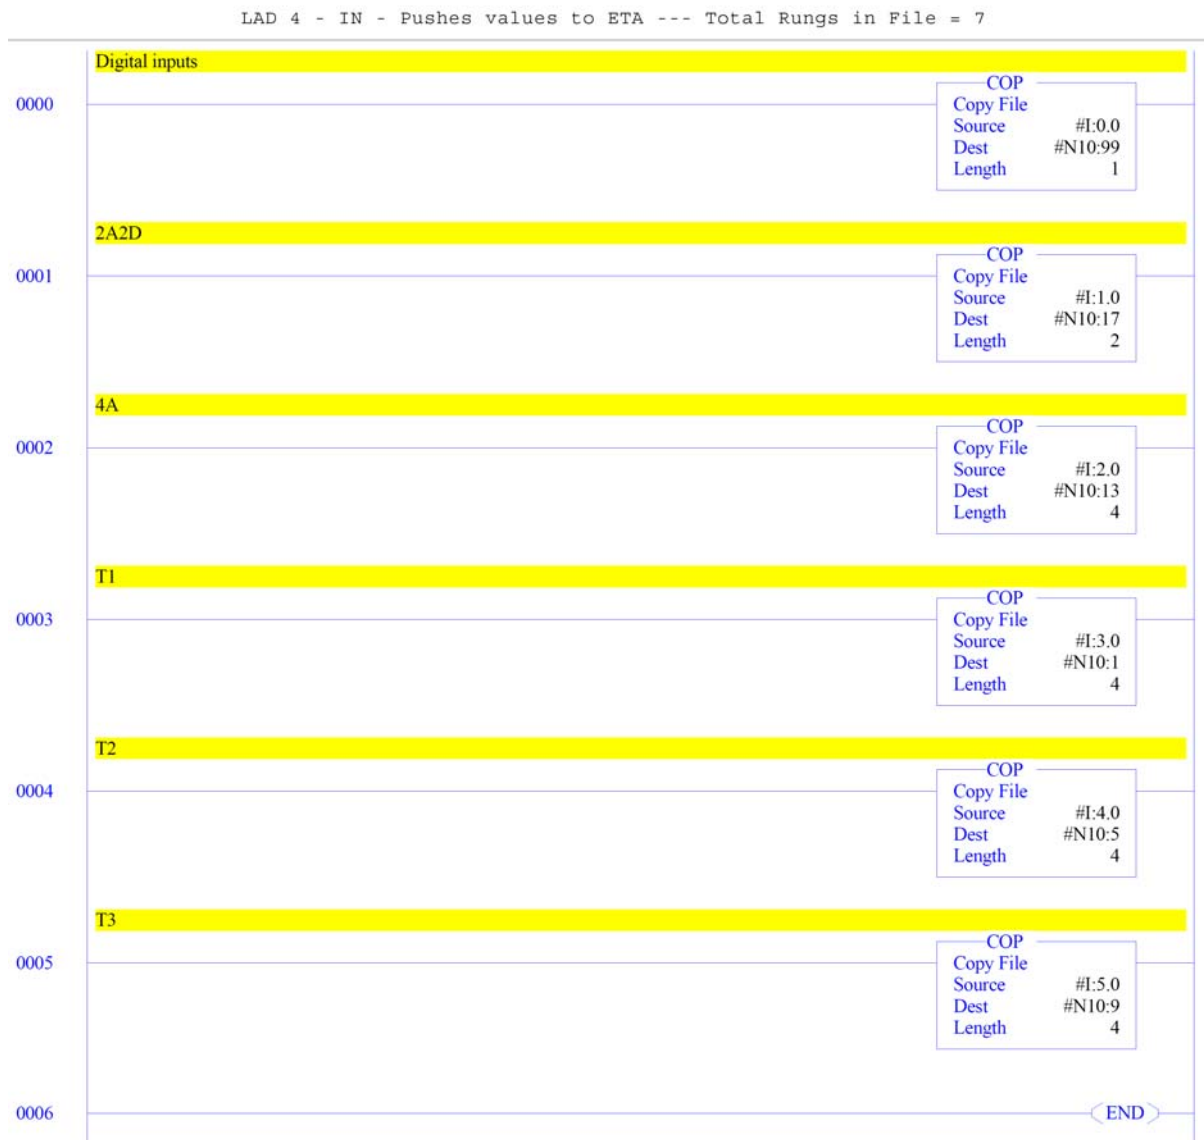 LAD 4 - IN - Pushes values to ETA --- Total Rungs in File = 7
Digital inputs
COP
0000
Copy File
Source #I:0.0
Dest #N10:99
Length 1
2A2D
COP
0001
Copy File
Source #I:1.0
Dest #N10:17
Length 2
4A
COP
0002
Copy File
Source #I:2.0
Dest #N10:13
Length 4
T1
COP
0003
Copy File
Source #I:3.0
Dest #N10:1
Length 4
T2
COP
0004
Copy File
Source #I:4.0
Dest #N10:5
Length 4
T3
COP
0005
Copy File
Source #I:5.0
Dest #N10:9
Length 4
0006
END